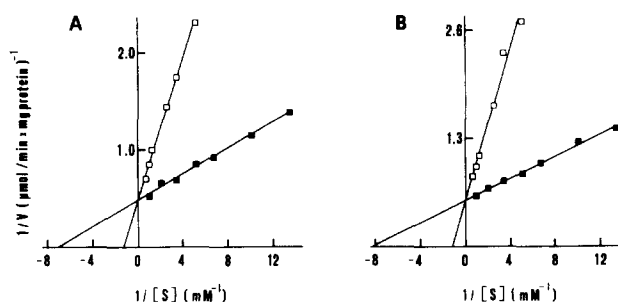 A
B
1/V (μmol/min×mg protein)⁻¹
2.0
1.0
2.6
1.3
-8 -4 0 4 8 12
-8 -4 0 4 8 12
1/[S] (mM⁻¹)
1/[S] (mM⁻¹)